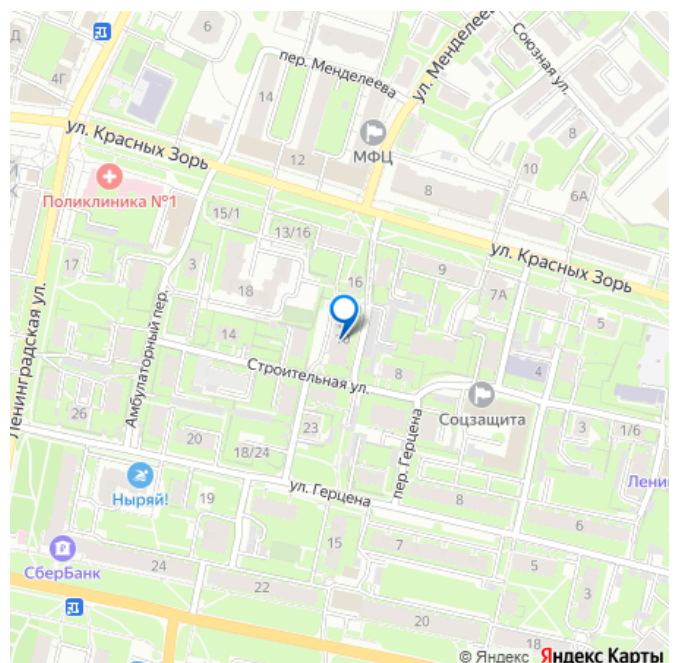 6
Д
4Г
пер. Менделеева
ул. Менделеева
Союзная ул.
14
8
ул. Красных Зорь
МФЦ
12
10
8
6А
Поликлиника №1
15/1
13/16
ул. Красных Зорь
17
3
9
16
18
7А
5
14
Ленинградская ул.
Амбулаторный пер.
Строительная ул.
8
4
Соцзащита
26
20
23
18/24
пер. Герцена
3
1/6
Ныряй!
19
ул. Герцена
8
6
Лени
15
7
5
СберБанк
24
22
3
20
18
© Яндекс Яндекс Карты